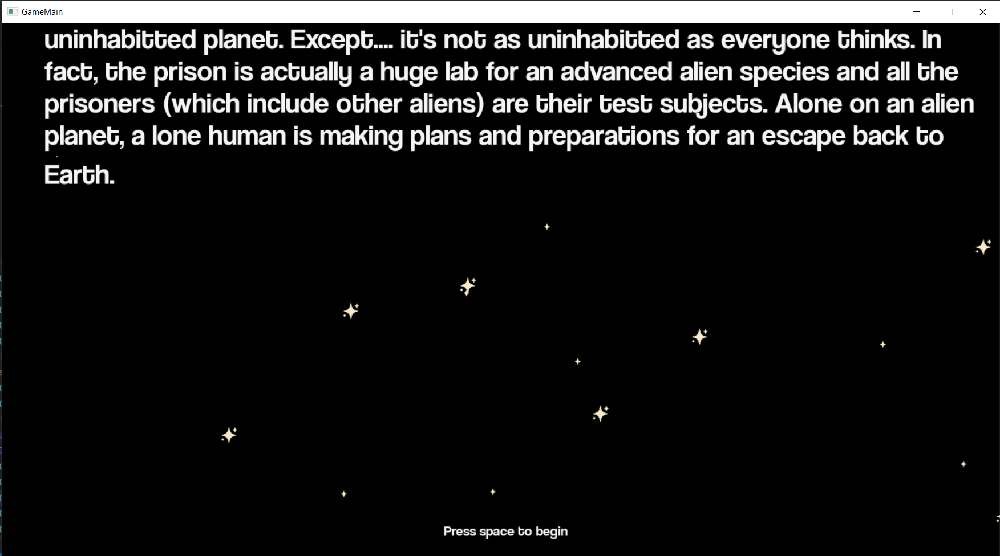 GameMain
uninhabitted planet. Except.... it's not as uninhabitted as everyone thinks. In
fact, the prison is actually a huge lab for an advanced alien species and all the
prisoners (which include other aliens) are their test subjects. Alone on an alien
planet, a lone human is making plans and preparations for an escape back to
Earth.
Press space to begin